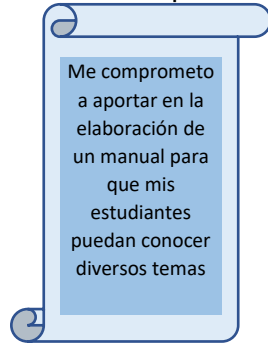 Me comprometo
a aportar en la
elaboración de
un manual para
que mis
estudiantes
puedan conocer
diversos temas